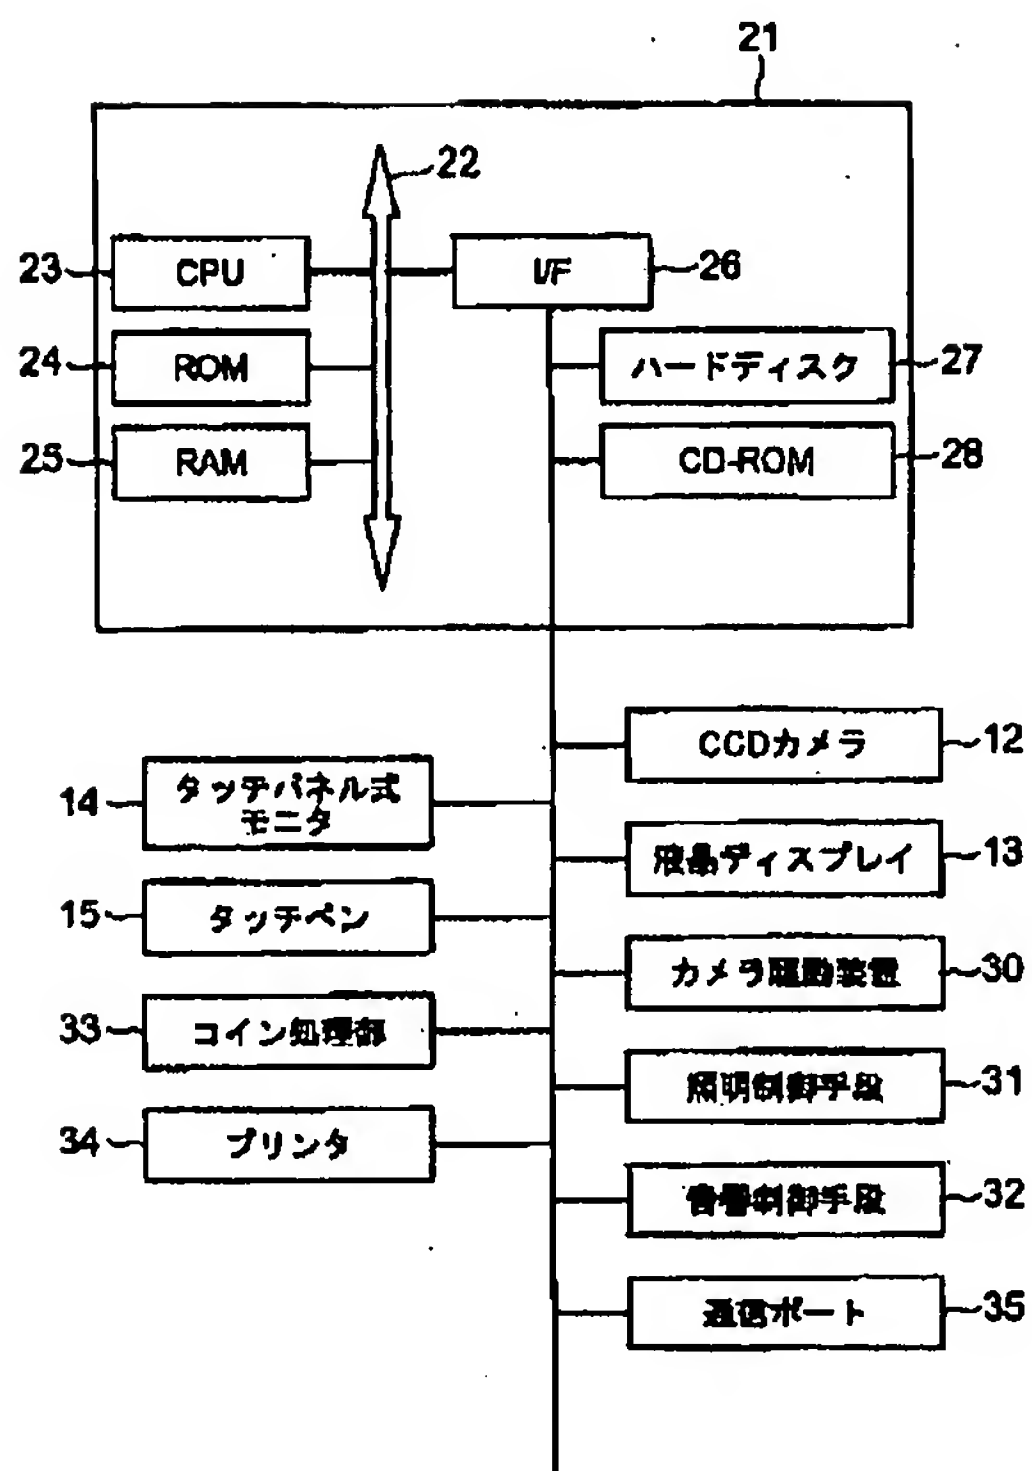 21
22
23 CPU I/F 26
24 ROM ハードディスク 27
25 RAM CD-ROM 28
CCDカメラ 12
14 タッチパネル式
モニタ
液晶ディスプレイ 13
15 タッチペン
カメラ駆動装置 30
33 コイン処理部
照明制御手段 31
34 プリンタ
音響制御手段 32
通信ポート 35